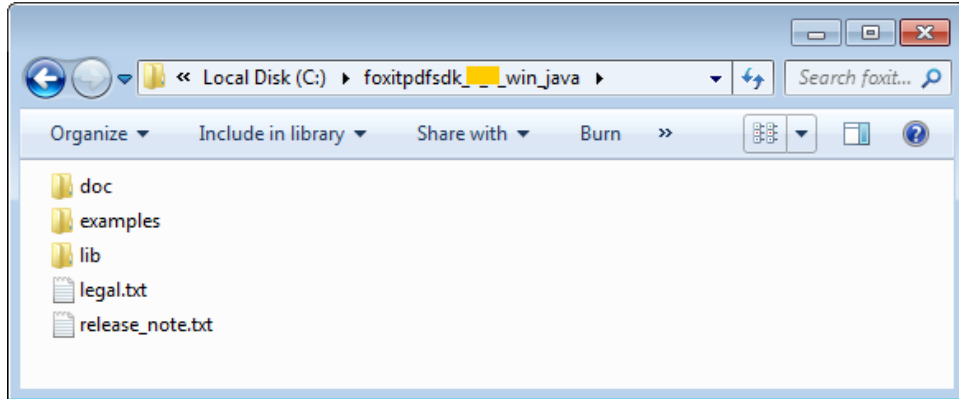 « Local Disk (C:) ▸ foxitpdfsdk_ _ _win_java ▸
Search foxit...
Organize Include in library Share with Burn »
doc
examples
lib
legal.txt
release_note.txt